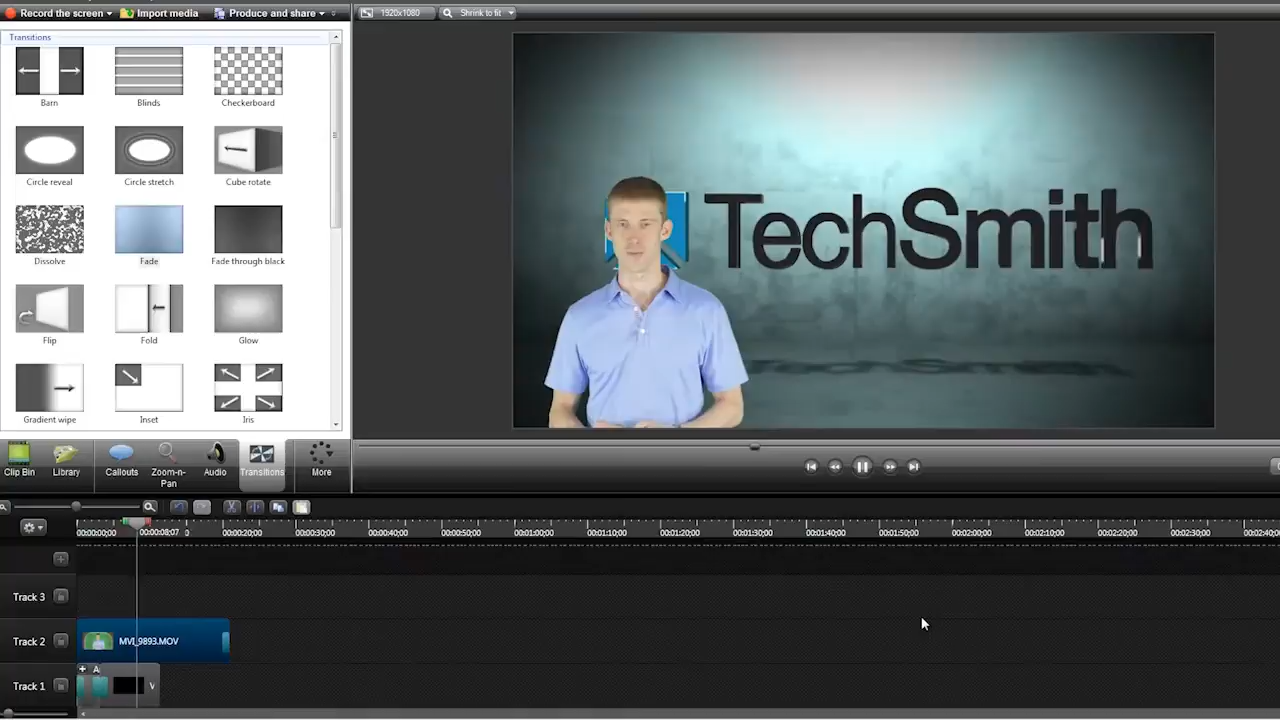 Record the screen
Import media
Produce and share
1920x1080
Shrink to fit
Transitions
Barn
Blinds
Checkerboard
Circle reveal
Circle stretch
Cube rotate
Dissolve
Fade
Fade through black
Flip
Fold
Glow
Gradient wipe
Inset
Iris
TechSmith
Clip Bin
Library
Callouts
Zoom-n-Pan
Audio
Transitions
More
00:00:00;00
00:00:08;07
00:00:20;00
00:00:30;00
00:00:40;00
00:00:50;00
00:01:00;00
00:01:10;00
00:01:20;00
00:01:30;00
00:01:40;00
00:01:50;00
00:02:00;00
00:02:10;00
00:02:20;00
00:02:30;00
Track 3
Track 2
MVI_9893.MOV
Track 1
A
V